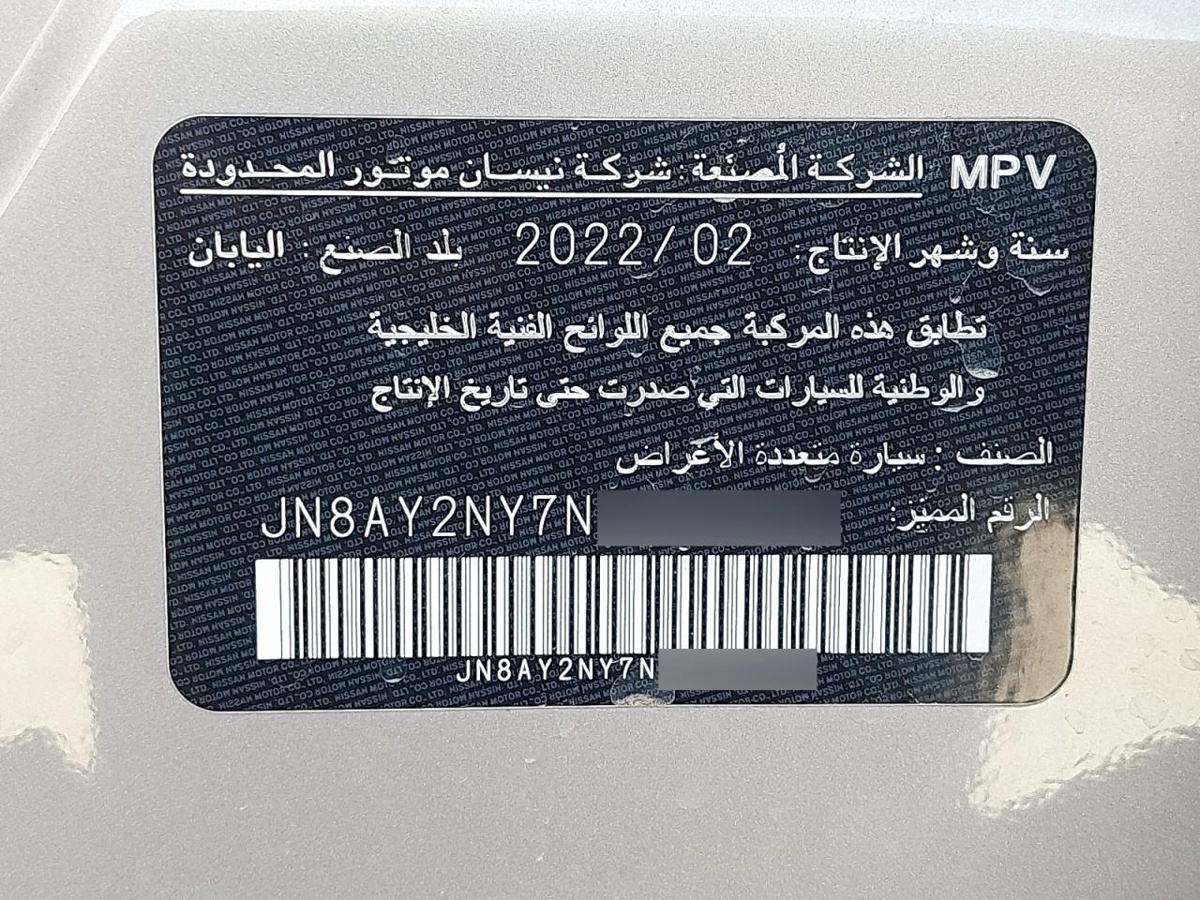 MPV الشركة المُصنّعة: شركة نيسان موتور المحدودة
سنة وشهر الإنتاج: 2022/02 بلد الصنع: اليابان
تطابق هذه المركبة جميع اللوائح الفنية الخليجية
والوطنية للسيارات التي صدرت حتى تاريخ الإنتاج
الصنف: سيارة متعددة الأغراض
الرقم المميّز: JN8AY2NY7N
JN8AY2NY7N